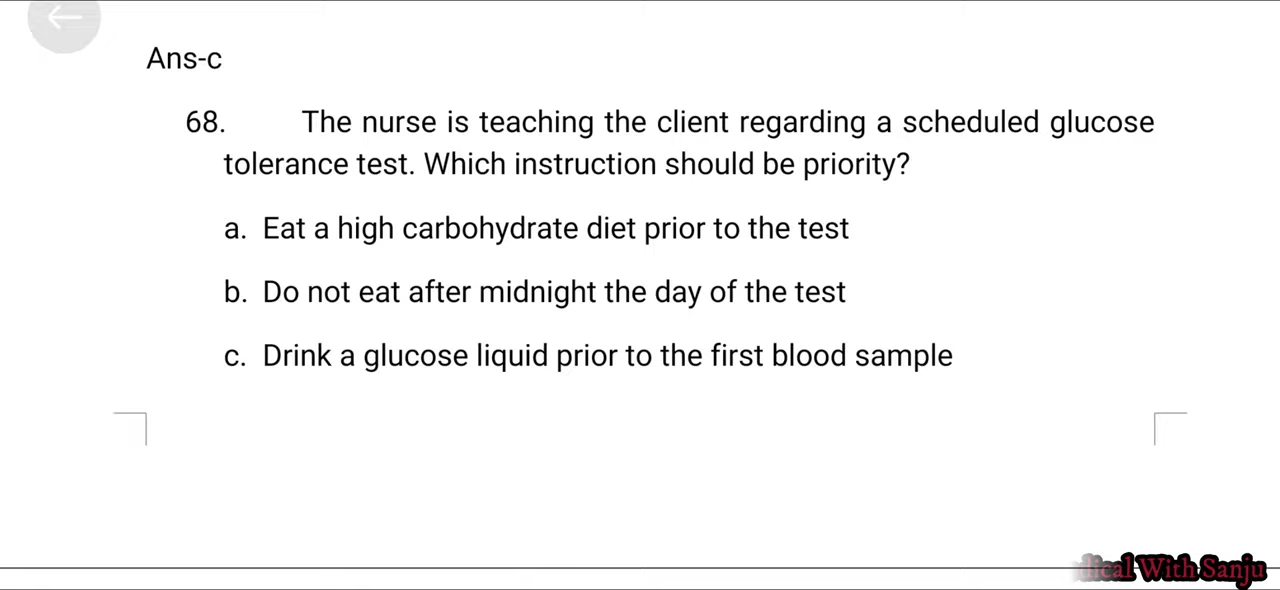 Ans-c
68. The nurse is teaching the client regarding a scheduled glucose
tolerance test. Which instruction should be priority?
a. Eat a high carbohydrate diet prior to the test
b. Do not eat after midnight the day of the test
c. Drink a glucose liquid prior to the first blood sample
With Sanju